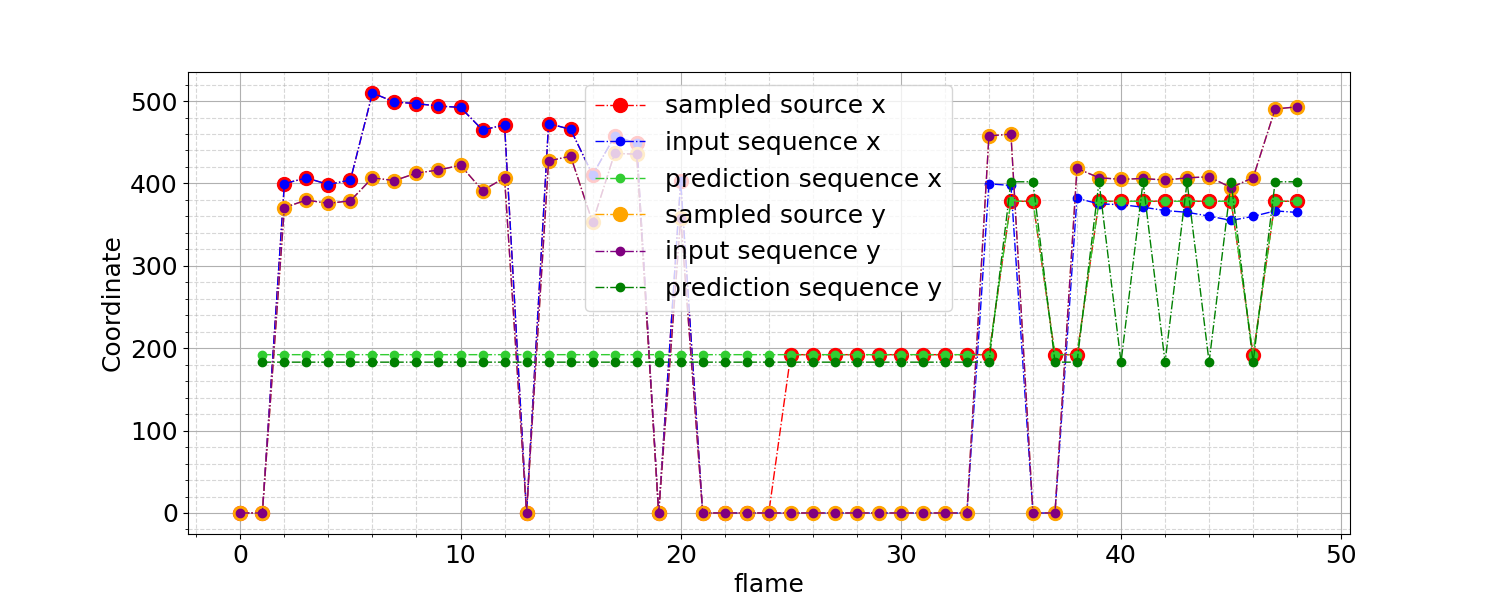 500
400
300
200
100
0
Coordinate
sampled source x
input sequence x
prediction sequence x
sampled source y
input sequence y
prediction sequence y
0 10 20 30 40 50
flame